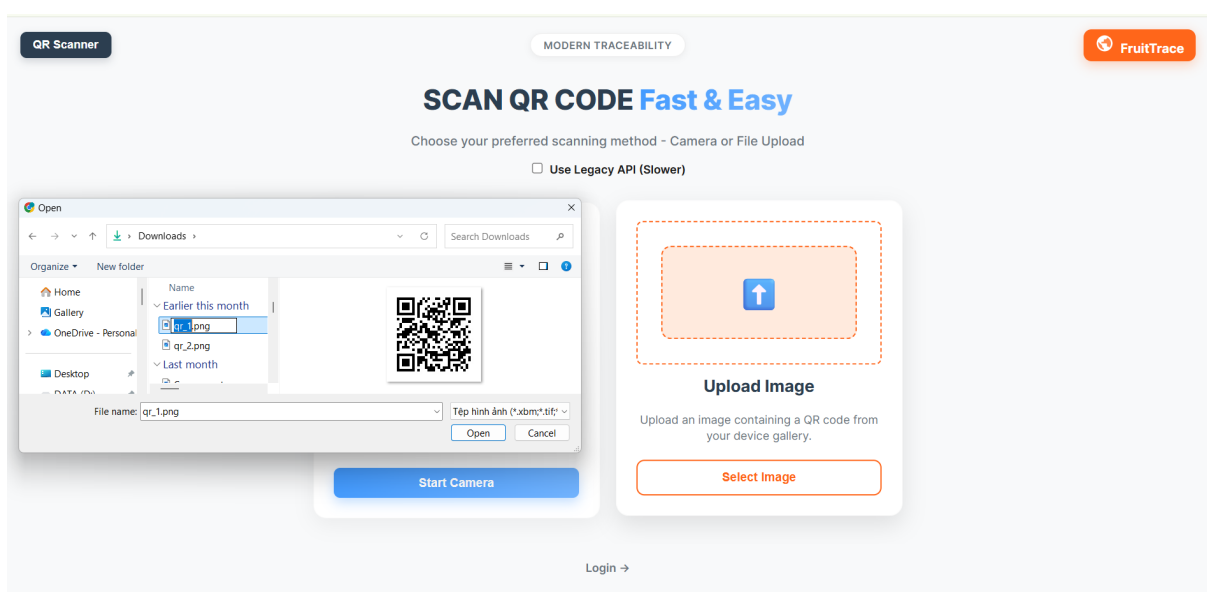 QR Scanner
MODERN TRACEABILITY
FruitTrace
SCAN QR CODE Fast & Easy
Choose your preferred scanning method - Camera or File Upload
Use Legacy API (Slower)
Open
Downloads
Search Downloads
Organize
New folder
Home
Gallery
OneDrive - Personal
Desktop
Name
Earlier this month
qr_1.png
qr_2.png
Last month
File name:
qr_1.png
Tệp hình ảnh (*.xbm;*.tif;*
Open
Cancel
Start Camera
Upload Image
Upload an image containing a QR code from
your device gallery.
Select Image
Login →